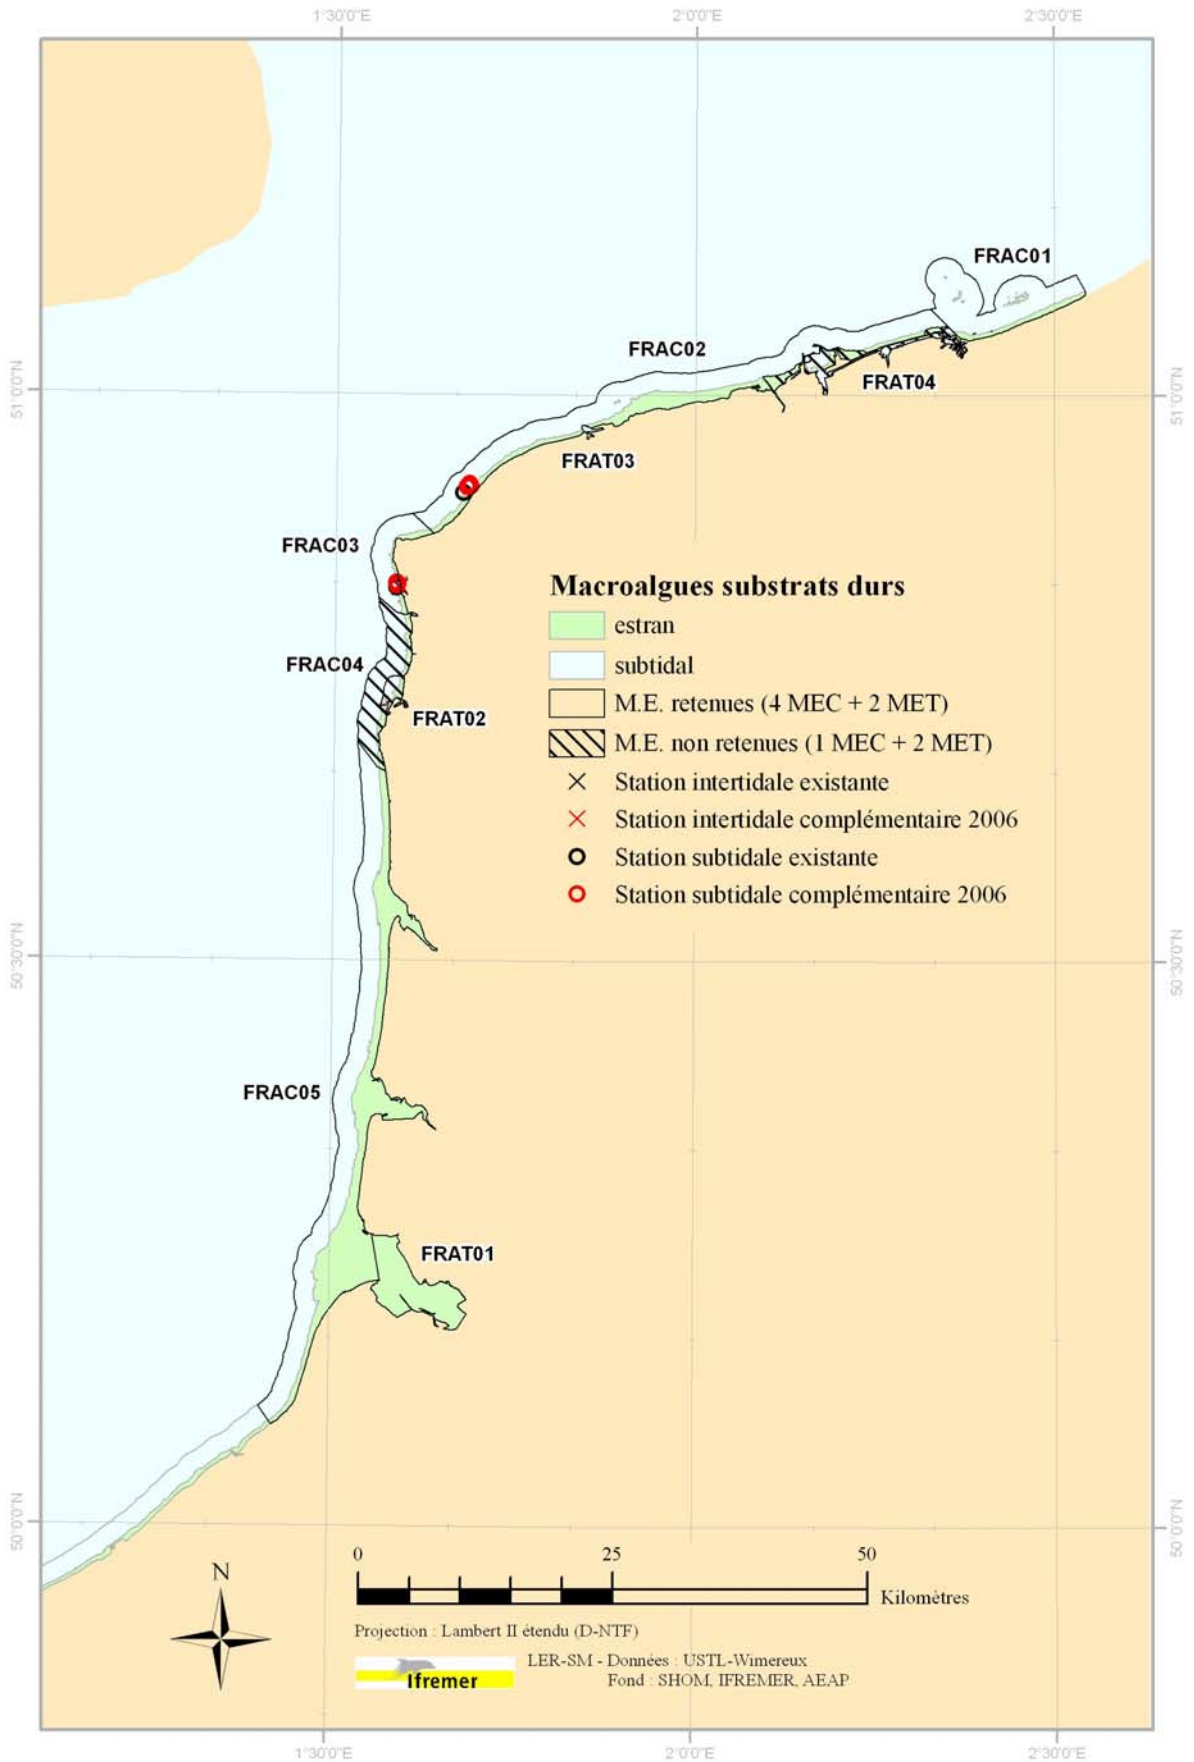 1°30'0"E
2°0'0"E
2°30'0"E
FRAC01
FRAC02
51°0'0"N
51°0'0"N
FRAT04
FRAT03
FRAC03
Macroalgues substrats durs
estran
FRAC04
subtidal
M.E. retenues (4 MEC + 2 MET)
FRAT02
M.E. non retenues (1 MEC + 2 MET)
Station intertidale existante
Station intertidale complémentaire 2006
Station subtidale existante
Station subtidale complémentaire 2006
50°30'0"N
50°30'0"N
FRAC05
FRAT01
50°0'0"N
50°0'0"N
0 25 50
N
Kilomètres
Projection : Lambert II étendu (D-NTF)
LER-SM - Données : USTL-Wimereux
Ifremer
Fond : SHOM, IFREMER, AEAP
1°30'0"E
2°0'0"E
2°30'0"E